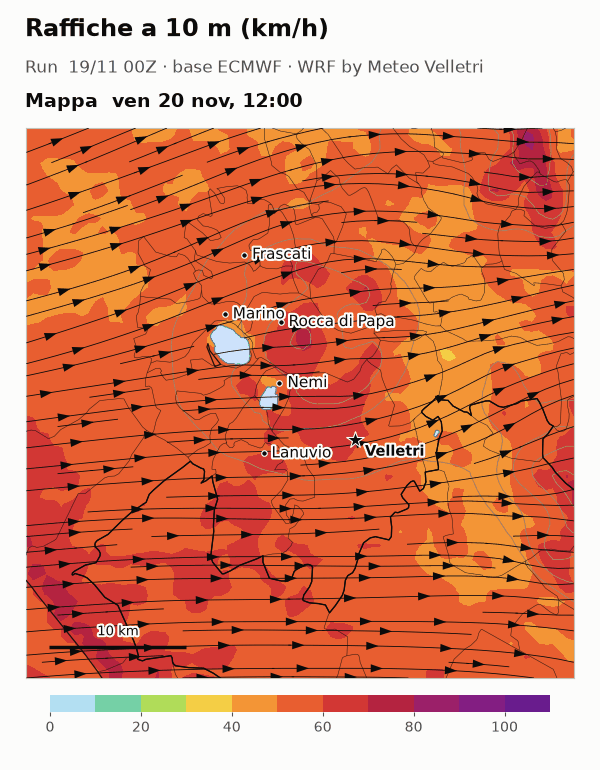 Raffiche a 10 m (km/h)
Run 19/11 00Z · base ECMWF · WRF by Meteo Velletri
Mappa ven 20 nov, 12:00
Frascati
Marino
Rocca di Papa
Nemi
Velletri
Lanuvio
10 km
0 20 40 60 80 100